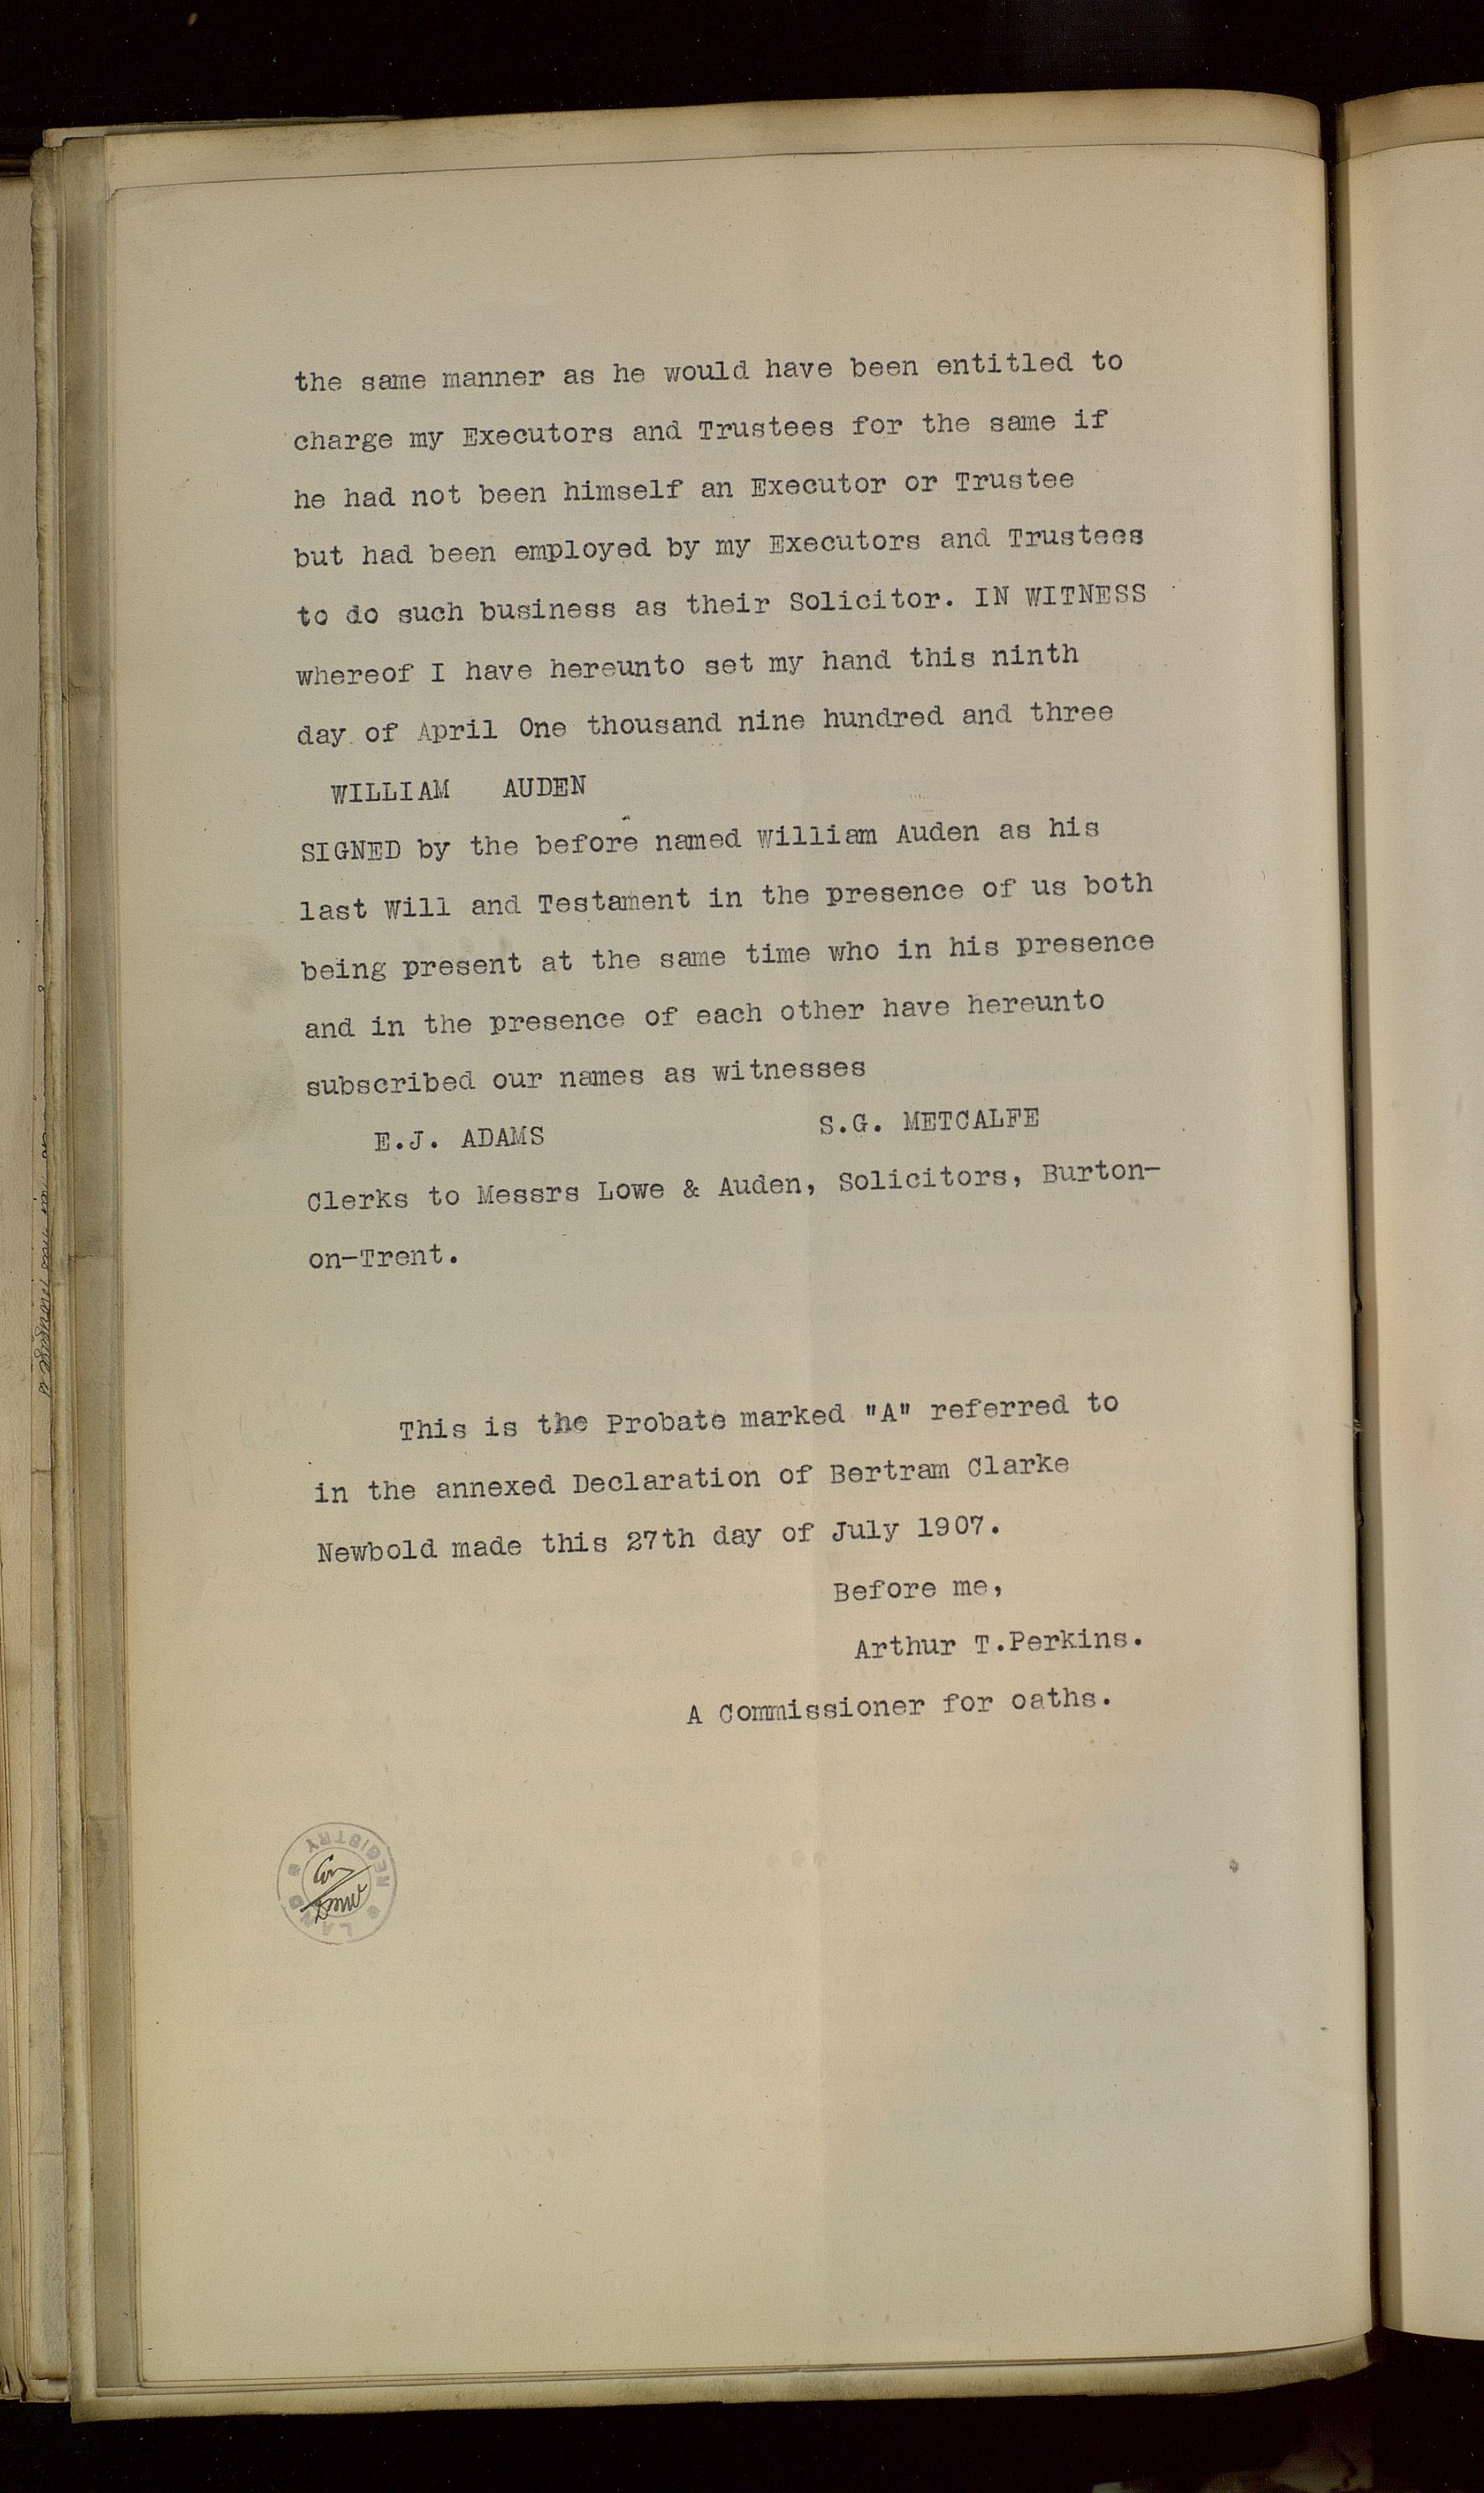 the same manner as he would have been entitled to
charge my Executors and Trustees for the same if
he had not been himself an Executor or Trustee
but had been employed by my Executors and Trustees
to do such business as their Solicitor. IN WITNESS
whereof I have hereunto set my hand this ninth
day of April One thousand nine hundred and three
WILLIAM AUDEN
SIGNED by the before named William Auden as his
last Will and Testament in the presence of us both
being present at the same time who in his presence
and in the presence of each other have hereunto
subscribed our names as witnesses
E.J. ADAMS S.G. METCALFE
Clerks to Messrs Lowe & Auden, Solicitors, Burton-
on-Trent.
This is the Probate marked "A" referred to
in the annexed Declaration of Bertram Clarke
Newbold made this 27th day of July 1907.
Before me,
Arthur T.Perkins.
A Commissioner for oaths.
LAND REGISTRY